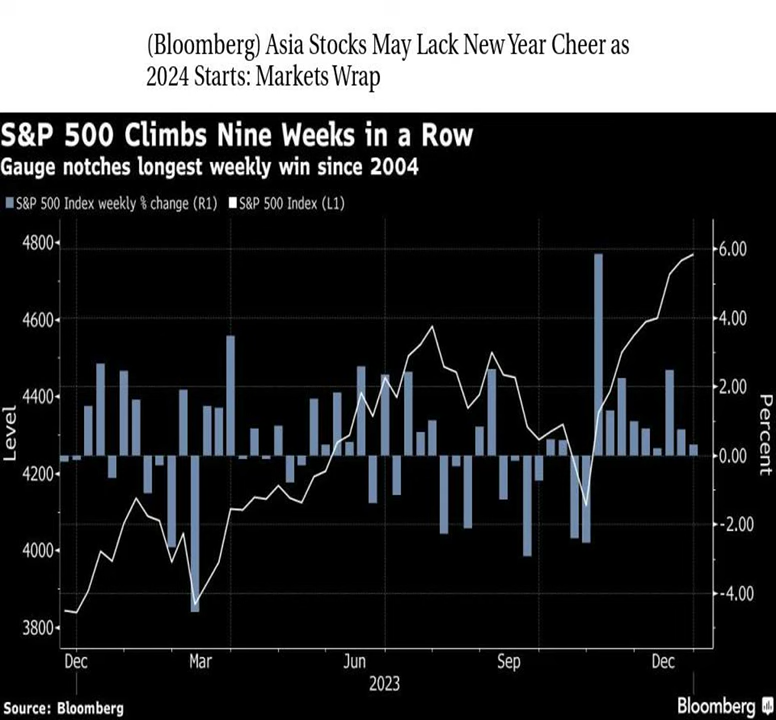 (Bloomberg) Asia Stocks May Lack New Year Cheer as
2024 Starts: Markets Wrap
S&P 500 Climbs Nine Weeks in a Row
Gauge notches longest weekly win since 2004
S&P 500 Index weekly % change (R1) S&P 500 Index (L1)
4800
4600
4400
4200
4000
3800
Level
6.00
4.00
2.00
0.00
-2.00
-4.00
Percent
Dec Mar Jun Sep Dec
2023
Source: Bloomberg
Bloomberg